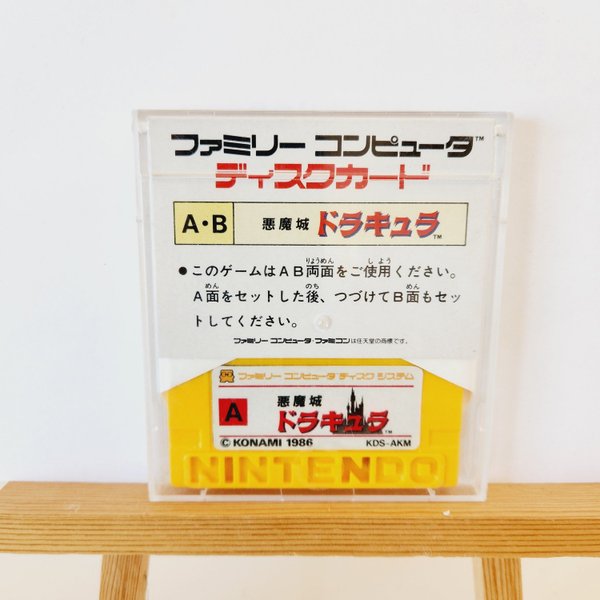 ファミリー コンピュータ™
ディスクカード
A・B 悪魔城 ドラキュラ™
●このゲームはAB両面をご使用ください。
A面をセットした後、つづけてB面もセッ
トしてください。
ファミリー コンピュータ・ファミコンは任天堂の商標です。
ファミリー コンピュータ ディスク システム
A 悪魔城
ドラキュラ™
©KONAMI 1986 KDS-AKM
NINTENDO